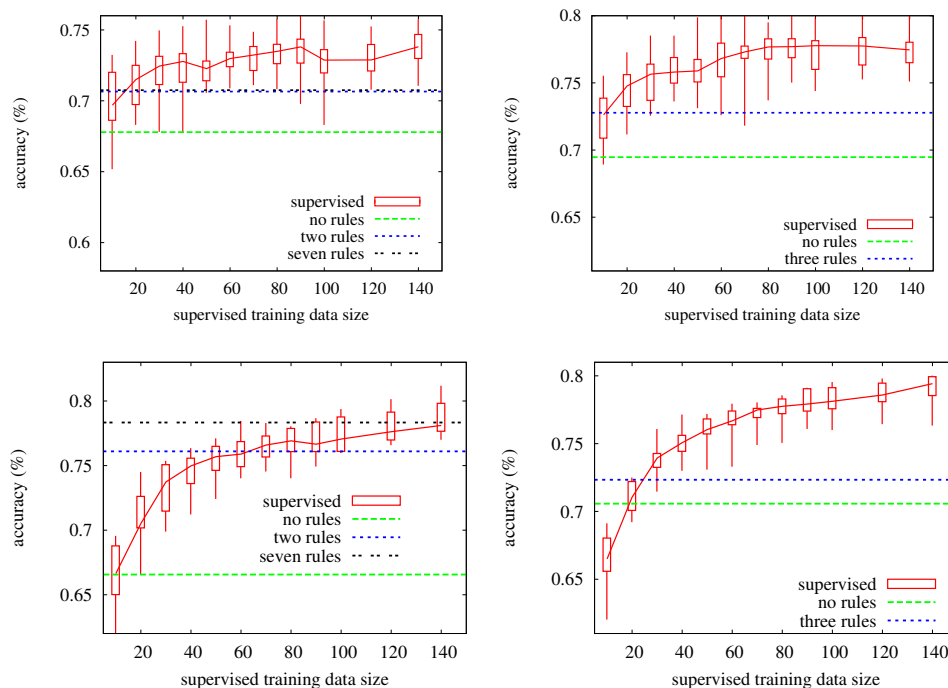 0.75
0.7
0.65
0.6
accuracy (%)
supervised
no rules
two rules
seven rules
20 40 60 80 100 120 140
supervised training data size
0.8
0.75
0.7
0.65
accuracy (%)
supervised
no rules
three rules
20 40 60 80 100 120 140
supervised training data size
0.8
0.75
0.7
0.65
accuracy (%)
supervised
no rules
two rules
seven rules
20 40 60 80 100 120 140
supervised training data size
0.8
0.75
0.7
0.65
accuracy (%)
supervised
no rules
three rules
20 40 60 80 100 120 140
supervised training data size